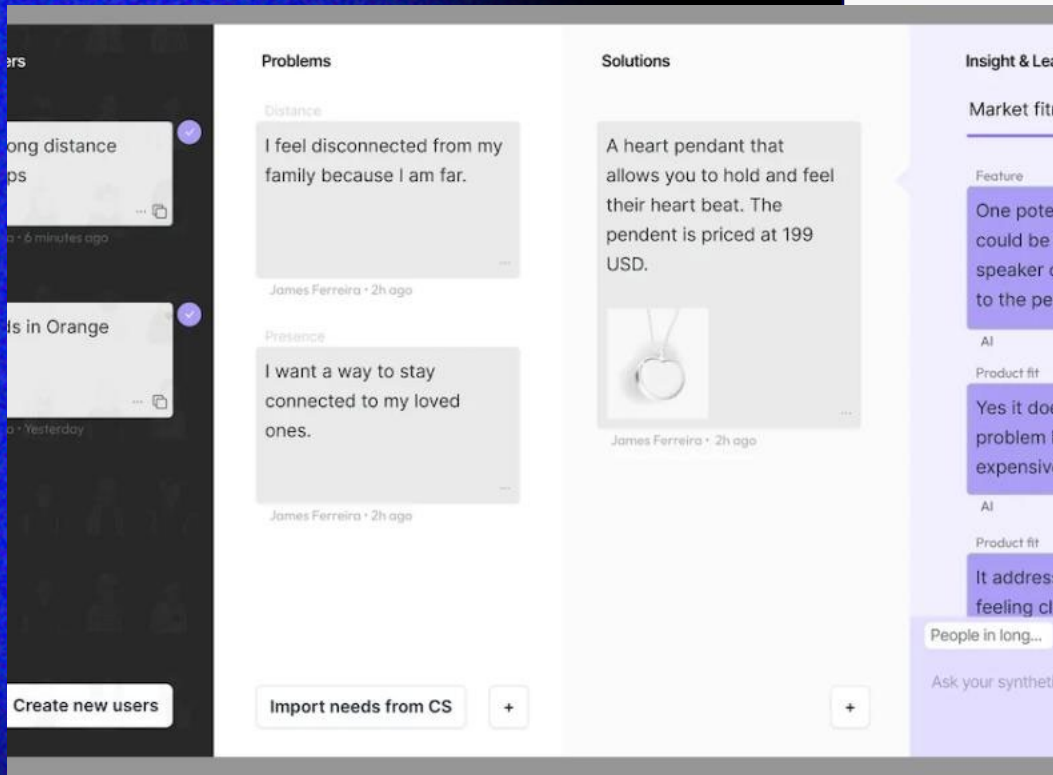 ers
ong distance
ps
a • 6 minutes ago
ds in Orange
a • Yesterday
Create new users
Problems
Distance
I feel disconnected from my
family because I am far.
James Ferreira • 2h ago
Presence
I want a way to stay
connected to my loved
ones.
James Ferreira • 2h ago
Import needs from CS
+
Solutions
A heart pendant that
allows you to hold and feel
their heart beat. The
pendent is priced at 199
USD.
James Ferreira • 2h ago
+
Insight & Lea
Market fit
Feature
One pote
could be
speaker
to the pe
AI
Product fit
Yes it doe
problem
expensiv
AI
Product fit
It address
feeling cl
People in long...
Ask your syntheti